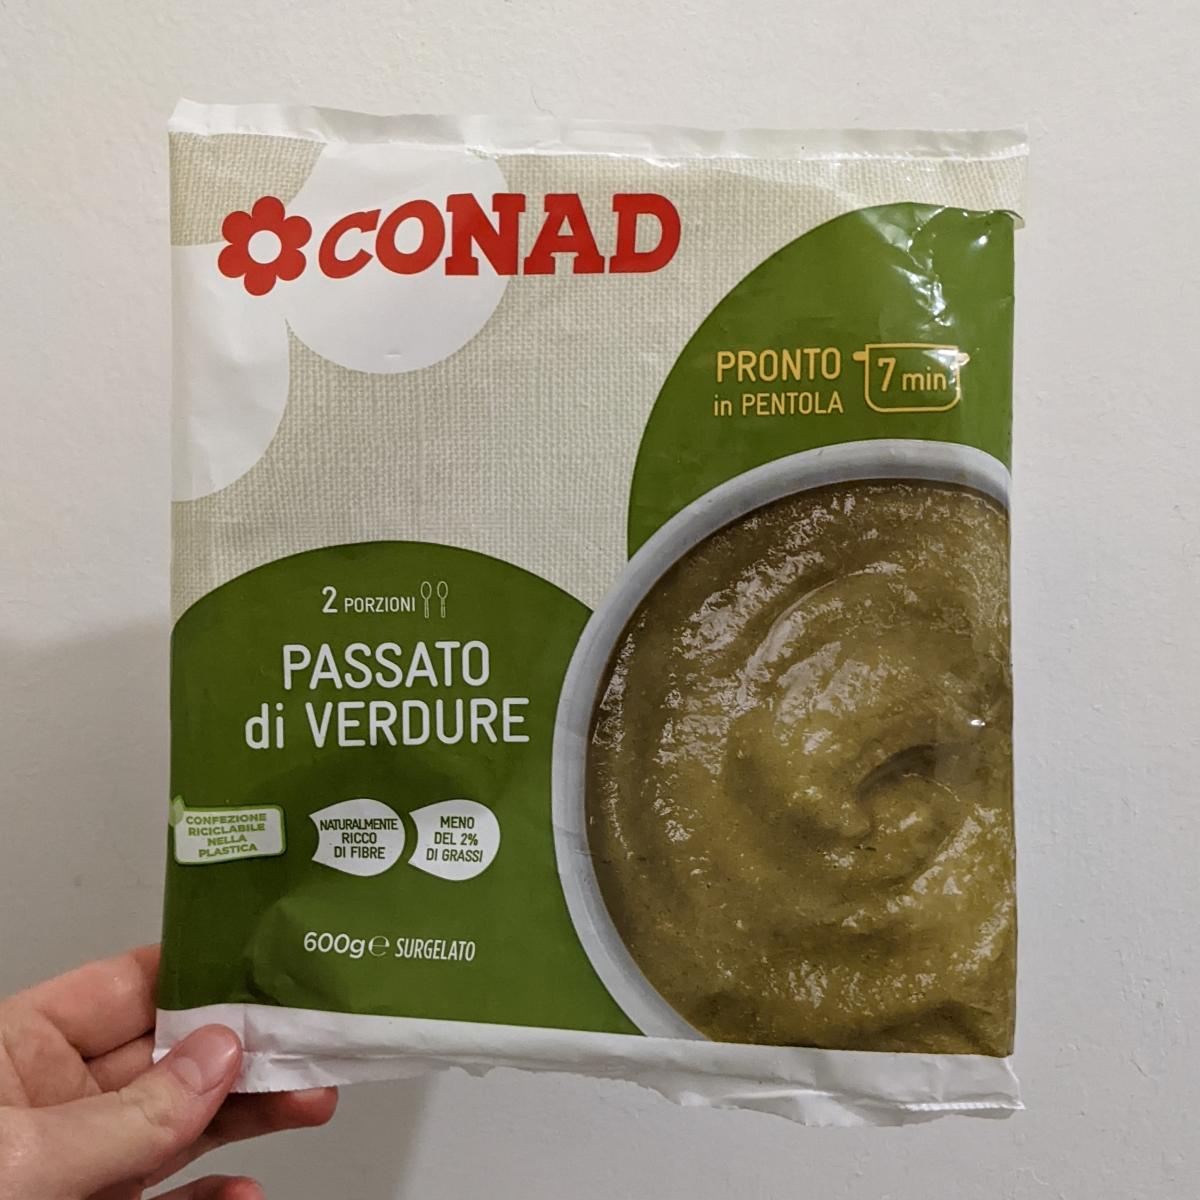 CONAD
PRONTO
in PENTOLA
7 min
2 PORZIONI
PASSATO
di VERDURE
CONFEZIONE
RICICLABILE
NELLA
PLASTICA
NATURALMENTE
RICCO
DI FIBRE
MENO
DEL 2%
DI GRASSI
600g℮ SURGELATO